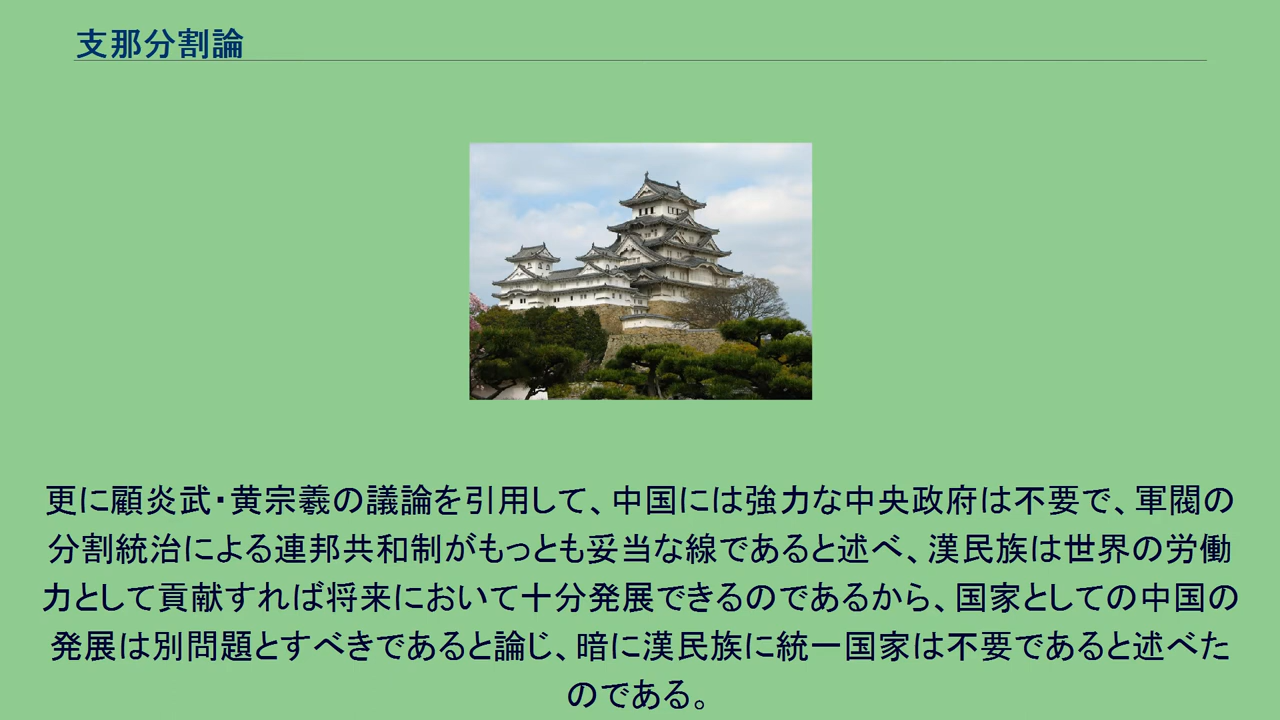 支那分割論
更に顧炎武・黄宗羲の議論を引用して、中国には強力な中央政府は不要で、軍閥の
分割統治による連邦共和制がもっとも妥当な線であると述べ、漢民族は世界の労働
力として貢献すれば将来において十分発展できるのであるから、国家としての中国の
発展は別問題とすべきであると論じ、暗に漢民族に統一国家は不要であると述べた
のである。